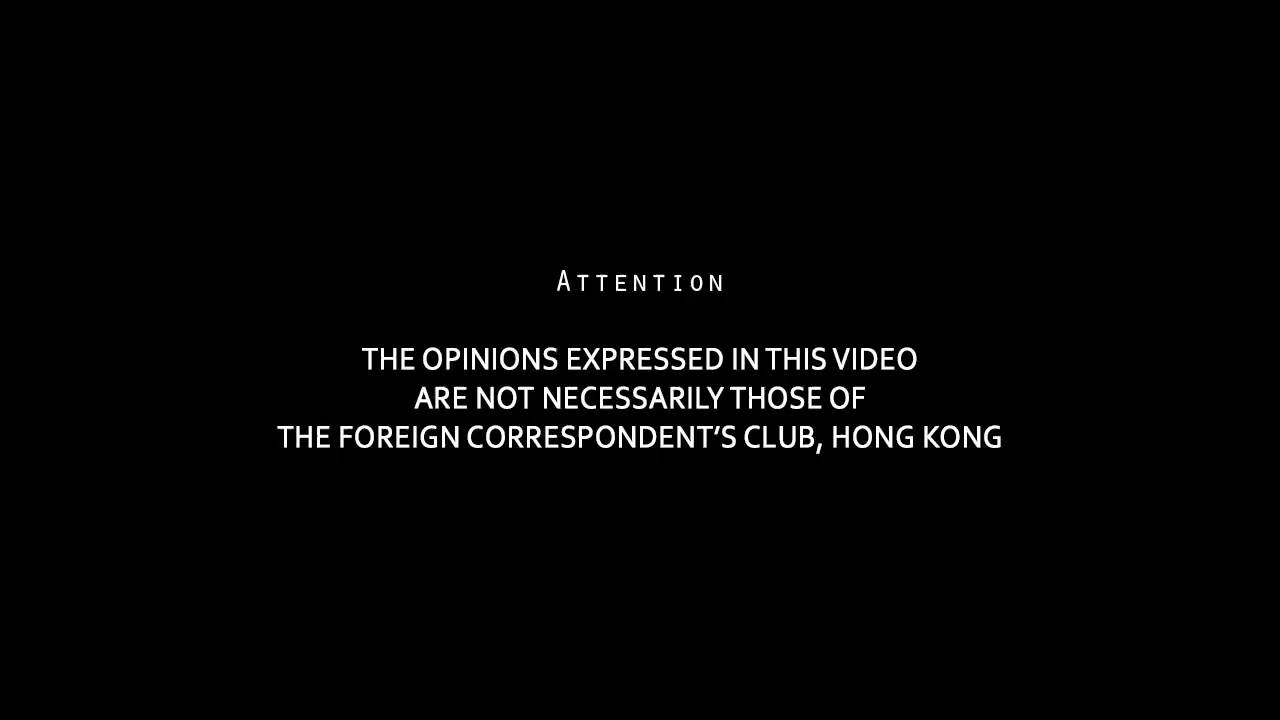 Attention
THE OPINIONS EXPRESSED IN THIS VIDEO
ARE NOT NECESSARILY THOSE OF
THE FOREIGN CORRESPONDENT’S CLUB, HONG KONG